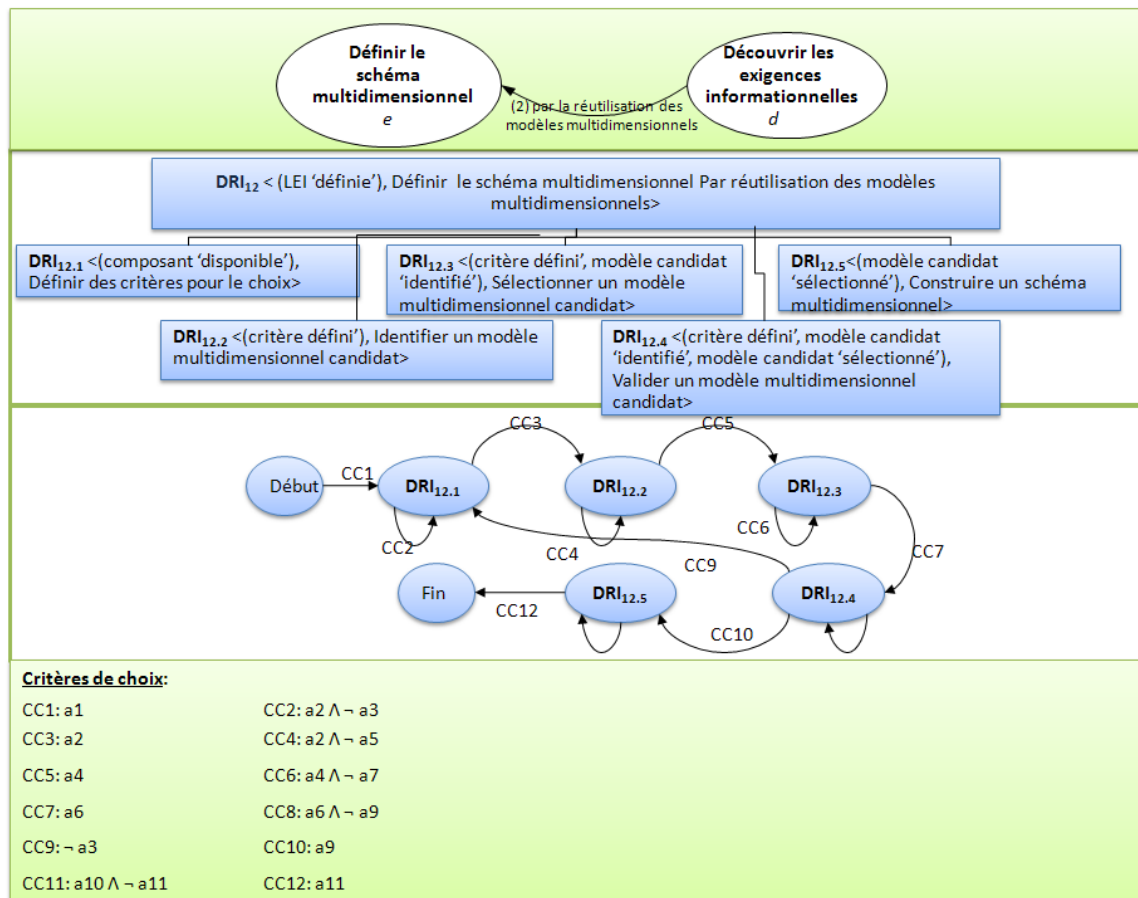 Définir le
schéma
multidimensionnel
e
Découvrir les
exigences
informationnelles
d
(2) par la réutilisation des
modèles multidimensionnels
DRI12 < (LEI ‘définie’), Définir le schéma multidimensionnel Par réutilisation des modèles
multidimensionnels>
DRI12.1 <(composant ‘disponible’),
Définir des critères pour le choix>
DRI12.3 <(critère défini’, modèle candidat
‘identifié’), Sélectionner un modèle
multidimensionnel candidat>
DRI12.5<(modèle candidat
‘sélectionné’), Construire un schéma
multidimensionnel>
DRI12.2 <(critère défini’), Identifier un modèle
multidimensionnel candidat>
DRI12.4 <(critère défini’, modèle candidat
‘identifié’, modèle candidat ‘sélectionné’),
Valider un modèle multidimensionnel
candidat>
CC3
CC5
CC1
Début
DRI12.1
DRI12.2
DRI12.3
CC2
CC4
CC6
CC9
CC7
Fin
CC12
DRI12.5
DRI12.4
CC10
Critères de choix:
CC1: a1
CC2: a2 Λ ¬ a3
CC3: a2
CC4: a2 Λ ¬ a5
CC5: a4
CC6: a4 Λ ¬ a7
CC7: a6
CC8: a6 Λ ¬ a9
CC9: ¬ a3
CC10: a9
CC11: a10 Λ ¬ a11
CC12: a11